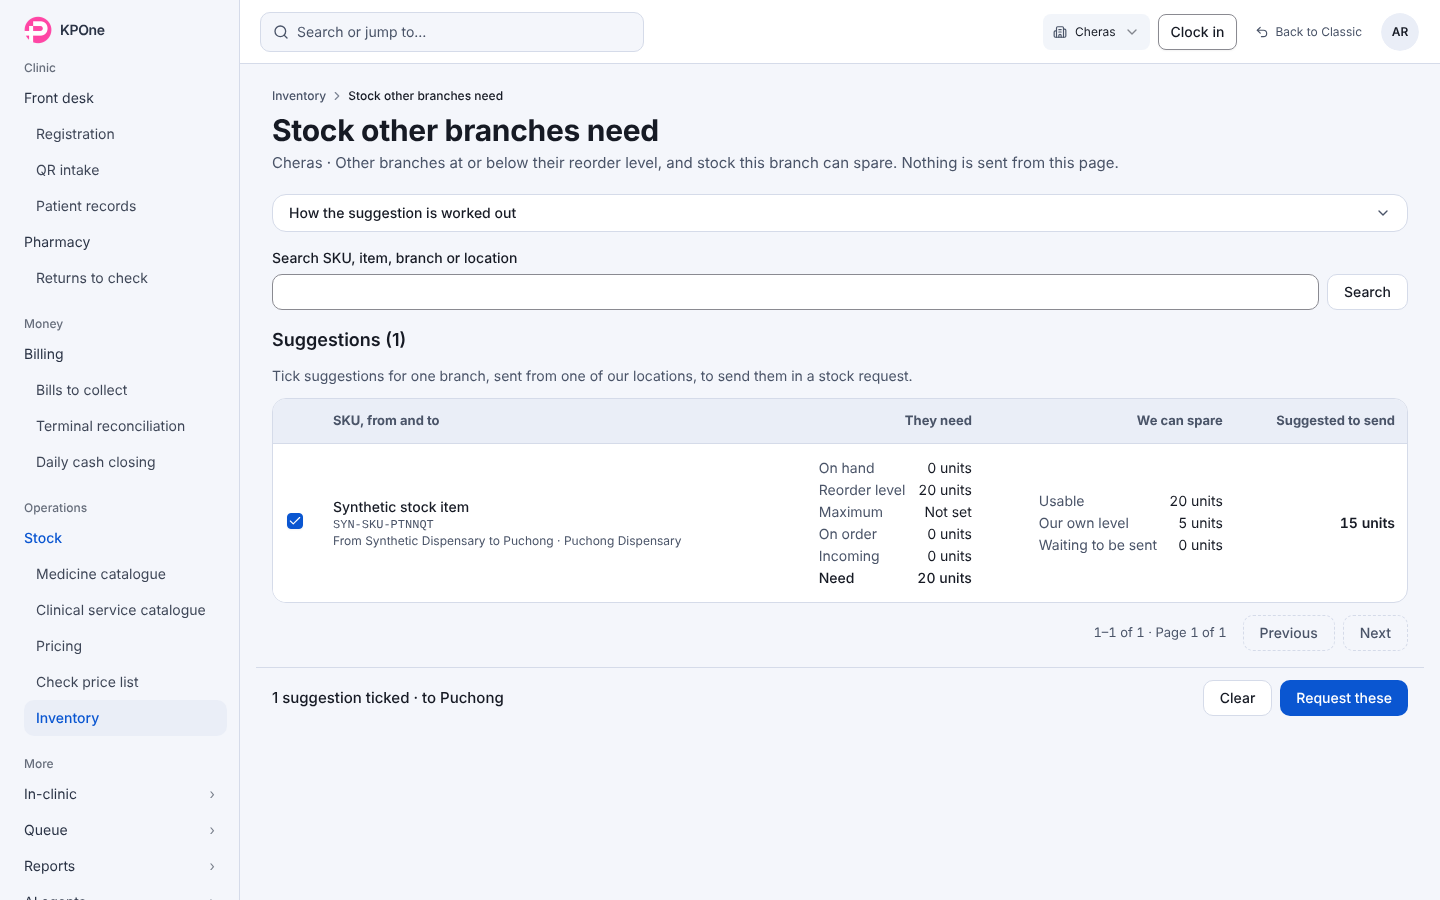 KPOne
Search or jump to...
Cheras
Clock in
Back to Classic
AR
Clinic
Front desk
Registration
QR intake
Patient records
Pharmacy
Returns to check
Money
Billing
Bills to collect
Terminal reconciliation
Daily cash closing
Operations
Stock
Medicine catalogue
Clinical service catalogue
Pricing
Check price list
Inventory
More
In-clinic
Queue
Reports
Inventory > Stock other branches need
Stock other branches need
Cheras · Other branches at or below their reorder level, and stock this branch can spare. Nothing is sent from this page.
How the suggestion is worked out
Search SKU, item, branch or location
Search
Suggestions (1)
Tick suggestions for one branch, sent from one of our locations, to send them in a stock request.
SKU, from and to They need We can spare Suggested to send
Synthetic stock item
SYN-SKU-PTNNQT
From Synthetic Dispensary to Puchong · Puchong Dispensary
On hand 0 units
Reorder level 20 units
Maximum Not set
On order 0 units
Incoming 0 units
Need 20 units
Usable 20 units
Our own level 5 units
Waiting to be sent 0 units
15 units
1–1 of 1 · Page 1 of 1
Previous
Next
1 suggestion ticked · to Puchong
Clear
Request these